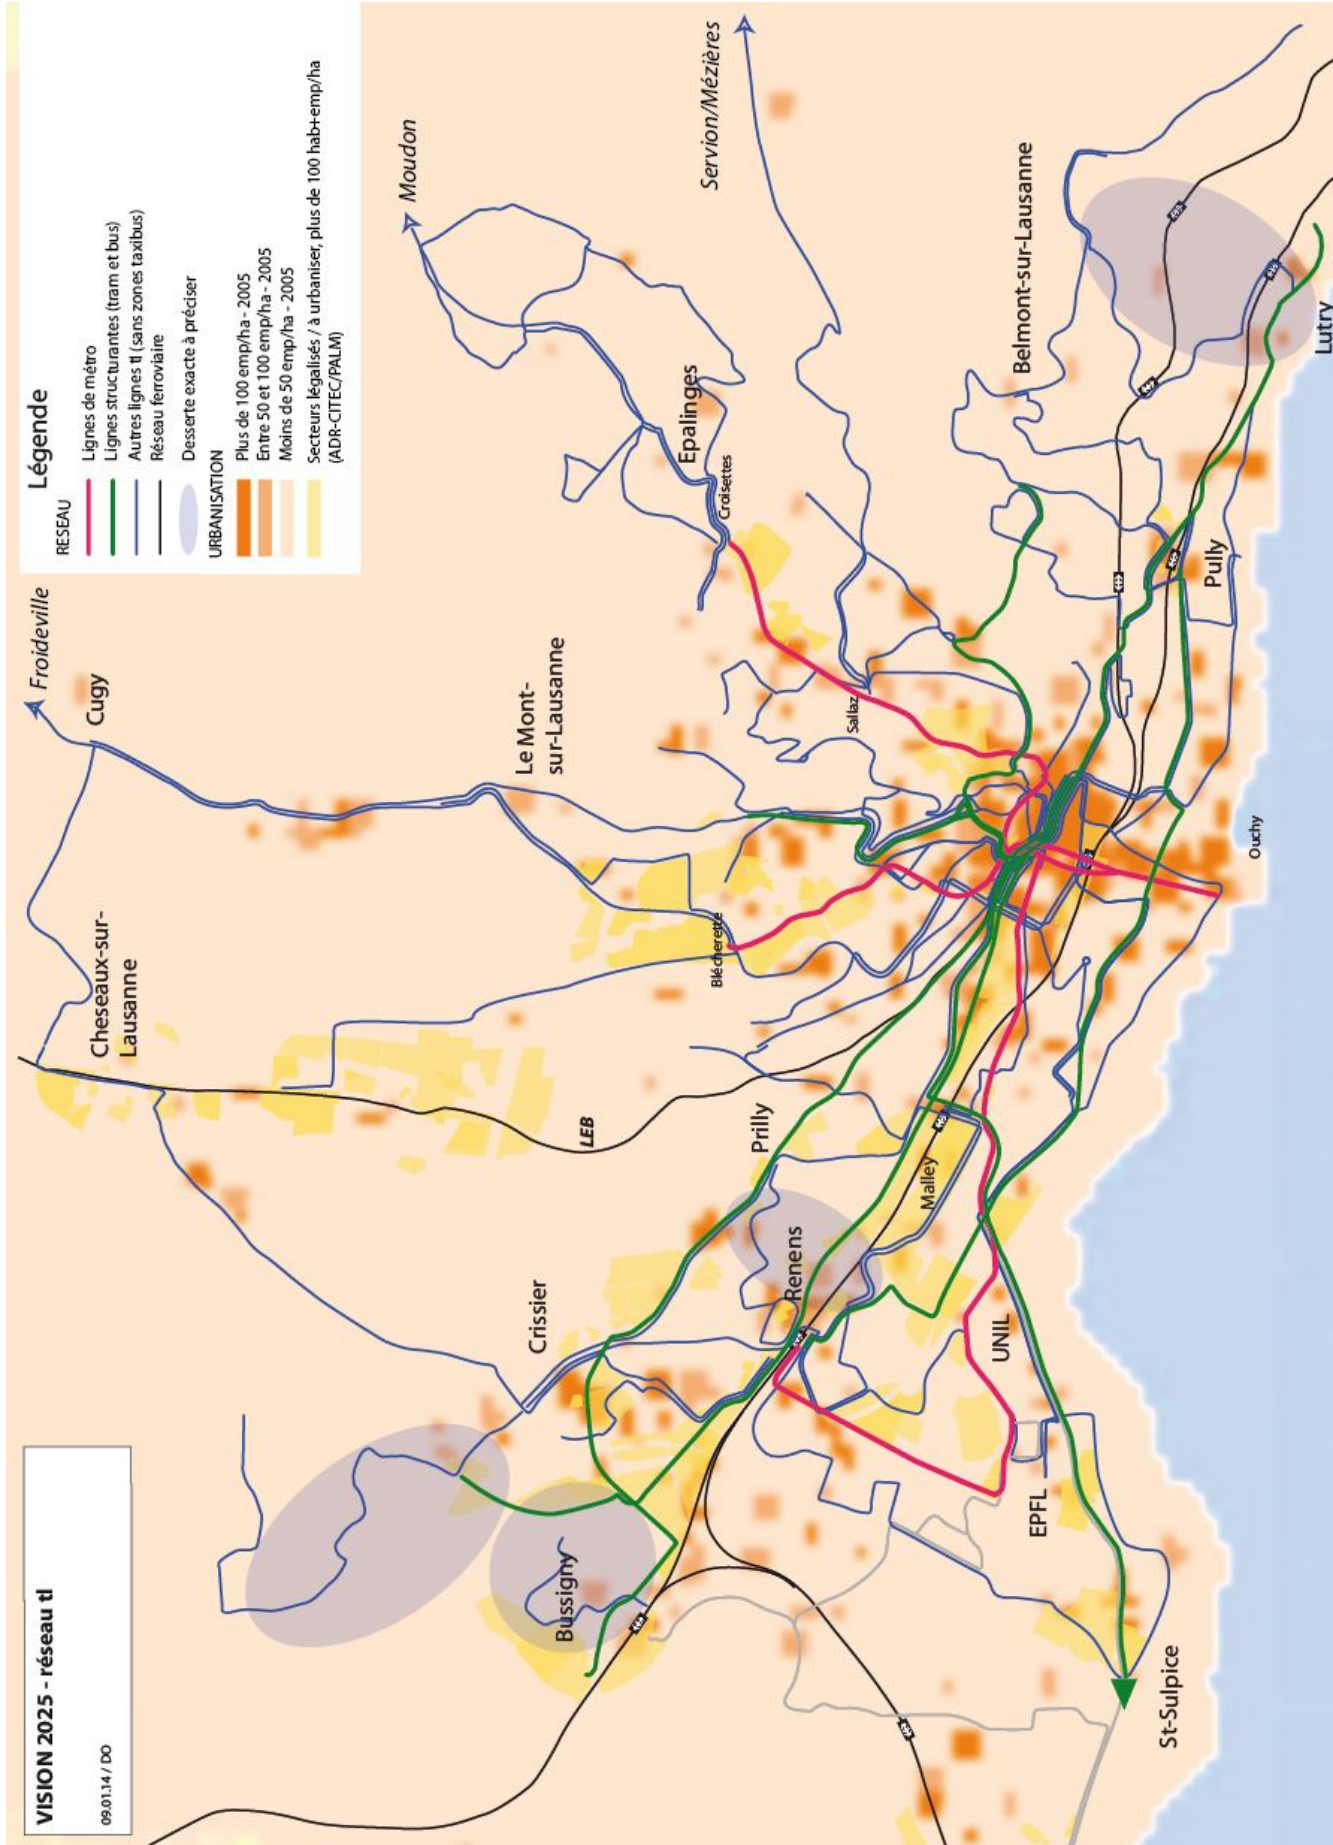 VISION 2025 - réseau tl
09.01.14 / DO
Légende
RESEAU
Lignes de métro
Lignes structurantes (tram et bus)
Autres lignes tl (sans zones taxibus)
Réseau ferroviaire
Desserte exacte à préciser
URBANISATION
Plus de 100 emp/ha - 2005
Entre 50 et 100 emp/ha - 2005
Moins de 50 emp/ha - 2005
Secteurs légalisés / à urbaniser, plus de 100 hab+emp/ha
(ADR-CITEC/PALM)
Froideville
Cugy
Cheseaux-sur-
Lausanne
Le Mont-
sur-Lausanne
Moudon
Servion/Mézières
Epalinges
Croisettes
Belmont-sur-Lausanne
Lutry
Pully
Sallaz
Ouchy
Blécherette
LEB
Prilly
Malley
Renens
Crissier
UNIL
EPFL
Bussigny
St-Sulpice